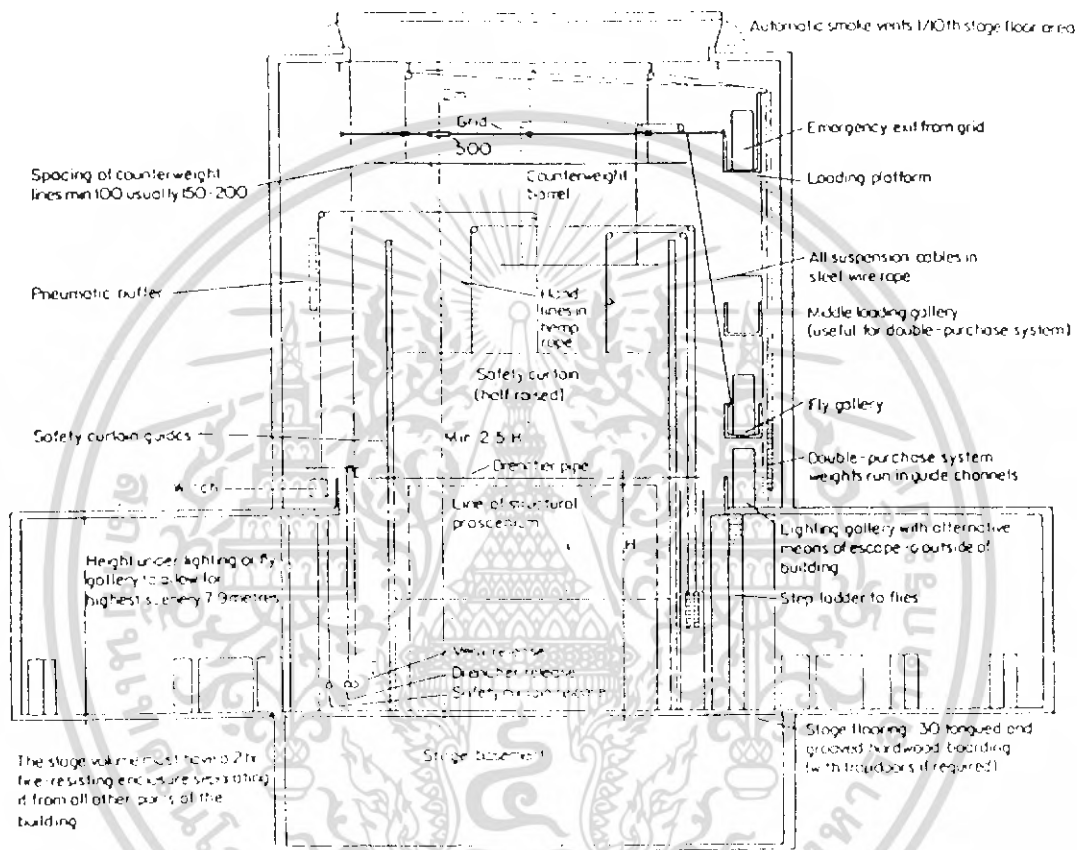 Automatic smoke vents 1/10th stage floor area
Grid
500
Emergency exit from grid
Spacing of counterweight
lines min 100 usually 150-200
Counterweight
barrel
Loading platform
All suspension cables in
steel wire rope
Pneumatic buffer
Hand
lines in
hemp
rope
Middle loading gallery
(useful for double-purchase system)
Safety curtain
(half raised)
Fly gallery
Safety curtain guides
Min 2.5 H
Drencher pipe
Double-purchase system
weights run in guide channels
Winch
Line of structural
proscenium
H
Lighting gallery with alternative
means of escape to outside of
building
Height under lighting or fly
gallery to allow for
highest scenery 7-9 metres
Step ladder to flies
release
Drencher release
Safety curtain release
Stage basement
Stage flooring: 30 tongued and
grooved hardwood boarding
(with trapdoors if required)
The stage volume must have a 2hr
fire-resisting enclosure separating
it from all other parts of the
building